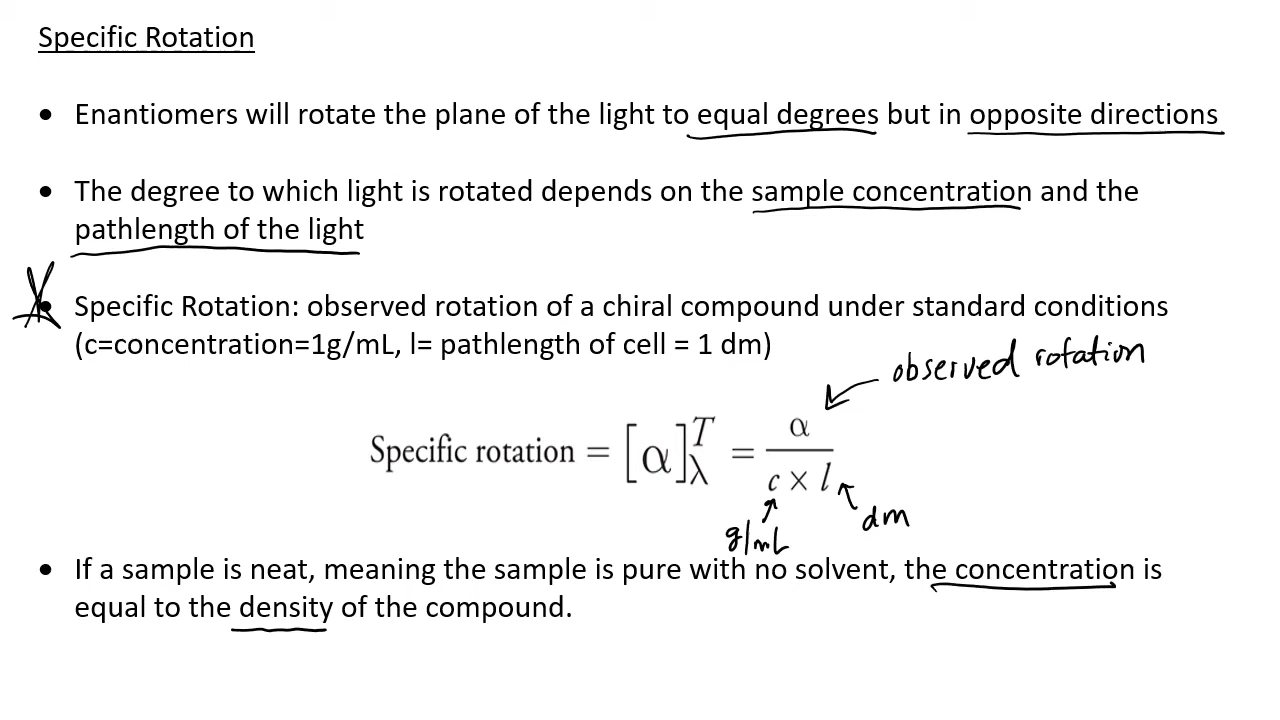 Specific Rotation
• Enantiomers will rotate the plane of the light to equal degrees but in opposite directions
• The degree to which light is rotated depends on the sample concentration and the
pathlength of the light
• Specific Rotation: observed rotation of a chiral compound under standard conditions
(c=concentration=1g/mL, l= pathlength of cell = 1 dm)
observed rotation
Specific rotation = [α]Tλ = α / c × l
g/mL
dm
• If a sample is neat, meaning the sample is pure with no solvent, the concentration is
equal to the density of the compound.